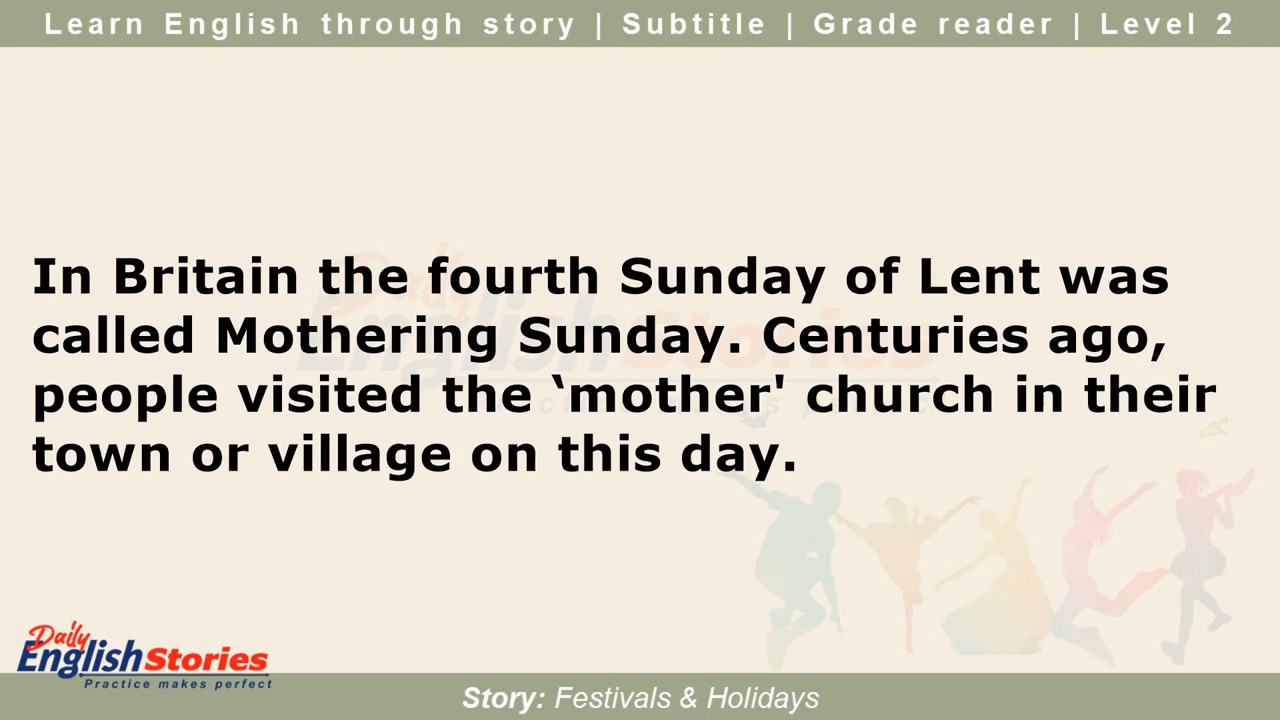 Learn English through story | Subtitle | Grade reader | Level 2
In Britain the fourth Sunday of Lent was
called Mothering Sunday. Centuries ago,
people visited the ‛mother' church in their
town or village on this day.
Daily
English Stories
Practice makes perfect
Story: Festivals & Holidays